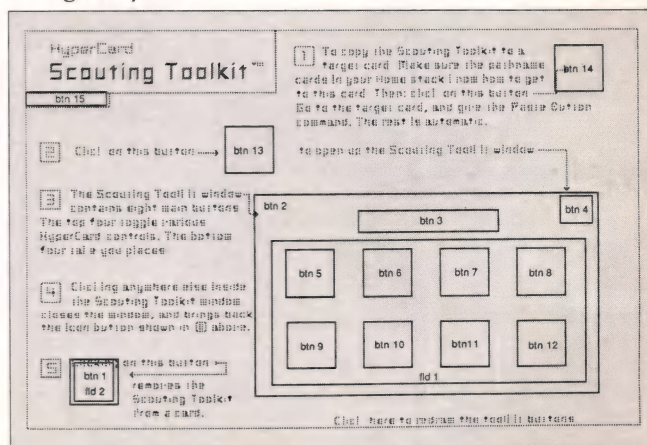 HyperCard
Scouting Toolkit™
btn 15
1 To copy the Scouting Toolkit to a
target card. Make sure the pathname
cards in your Home stack know how to get
to this card. Then, click on this button
Go to the target card, and give the Paste Button
command. The rest is automatic.
btn 14
2 Click on this button
btn 13
to open up the Scouting Toolkit window
3 The Scouting Toolkit window
contains eight main buttons
The top four toggle various
HyperCard controls. The bottom
four take you places
btn 2
btn 3
btn 4
btn 5
btn 6
btn 7
btn 8
btn 9
btn 10
btn11
btn 12
fld 1
4 Clicking anywhere else inside
the Scouting Toolkit window
closes the window, and brings back
the icon button shown in above.
5 on this button
btn 1
fld 2
removes the
Scouting Toolkit
from a card.
Click here to redraw the toolkit buttons